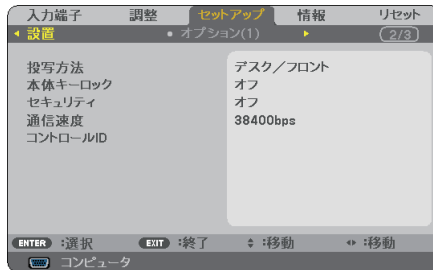 入力端子 調整 セットアップ 情報 リセット
設置 ● オプション(1) 2/3
投写方法 デスク／フロント
本体キーロック オフ
セキュリティ オフ
通信速度 38400bps
コントロールID
ENTER :選択 EXIT :終了 :移動 :移動
コンピュータ